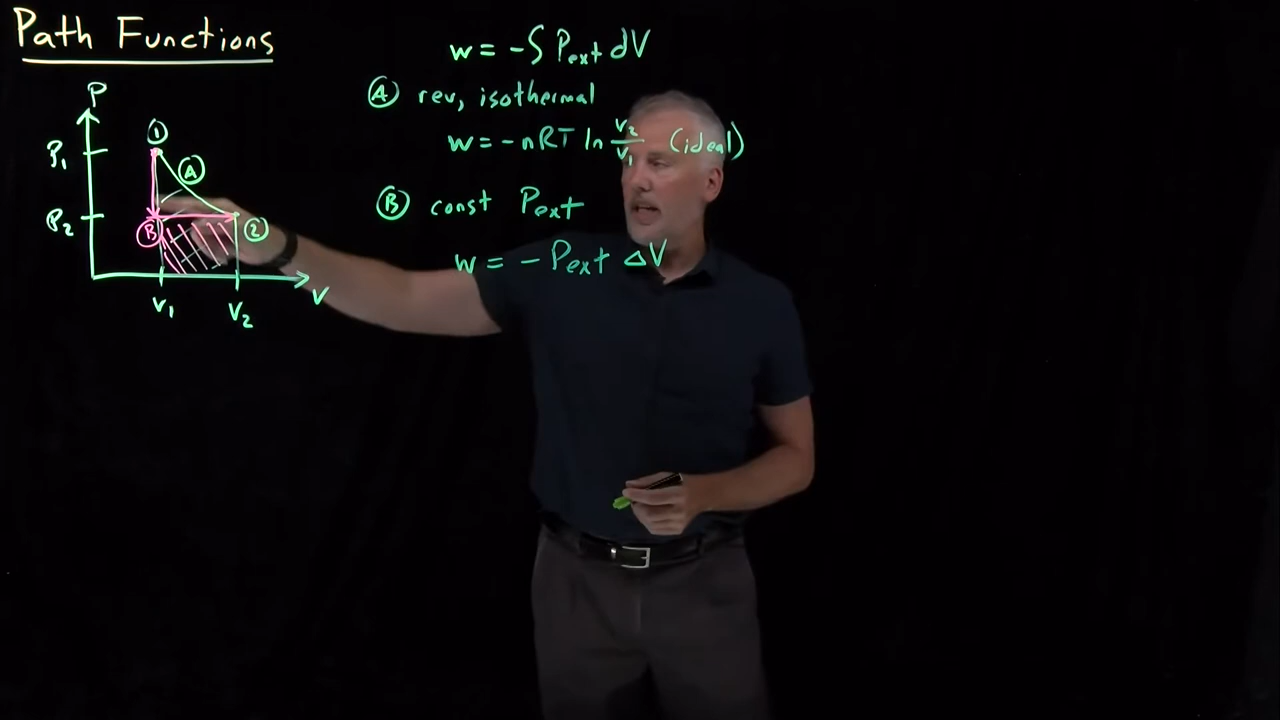 Path Functions
w = -∫ Pext dV
Ⓐ rev, isothermal
w = -nRT ln V2/V1 (ideal)
Ⓑ const Pext
w = - Pext ΔV
P
①
P1
Ⓐ
P2
Ⓑ
②
V1
V2
V